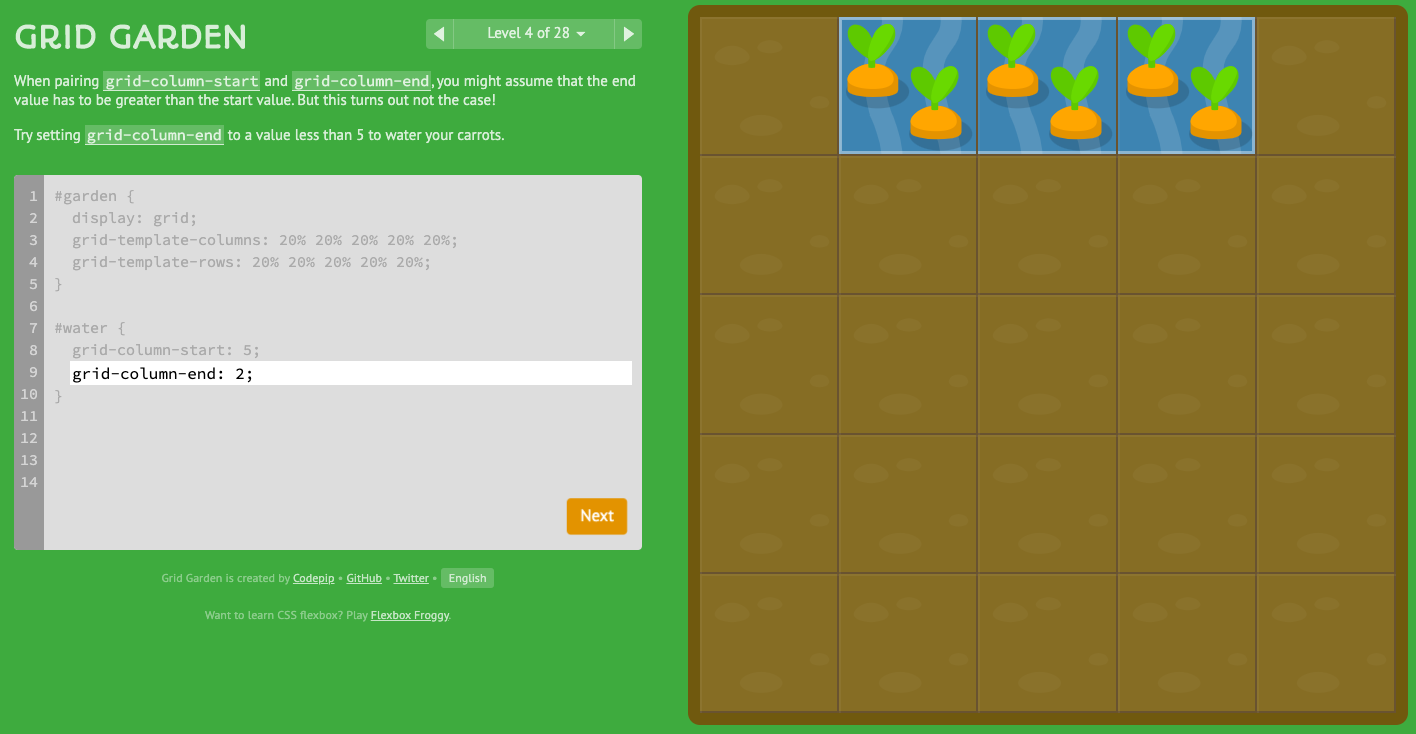 GRID GARDEN
Level 4 of 28
When pairing grid-column-start and grid-column-end, you might assume that the end
value has to be greater than the start value. But this turns out not the case!
Try setting grid-column-end to a value less than 5 to water your carrots.
1 #garden {
2 display: grid;
3 grid-template-columns: 20% 20% 20% 20% 20%;
4 grid-template-rows: 20% 20% 20% 20% 20%;
5 }
6
7 #water {
8 grid-column-start: 5;
9 grid-column-end: 2;
10 }
11
12
13
14
Next
Grid Garden is created by Codepip • GitHub • Twitter • English
Want to learn CSS flexbox? Play Flexbox Froggy.